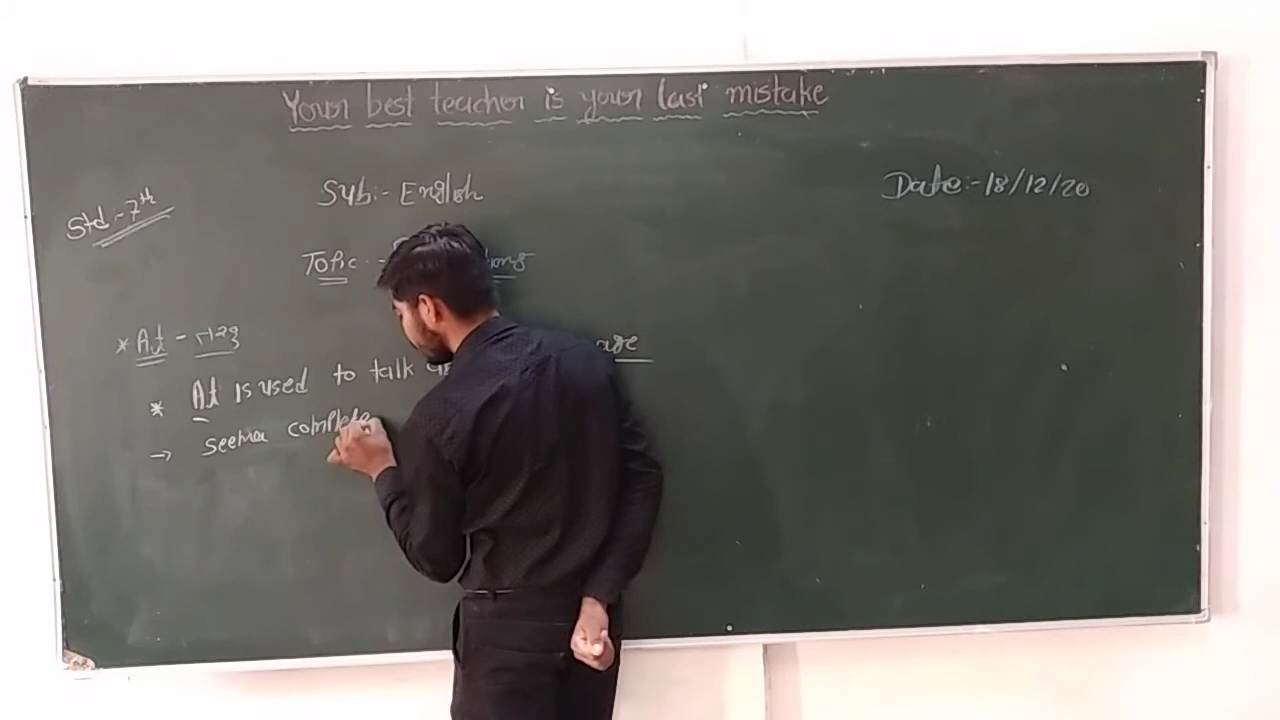 Your best teacher is your last mistake
Std:- 7th
Sub:- English
Date:- 18/12/20
Topic :-
* At -
* At is used to talk age
→ Seema complete